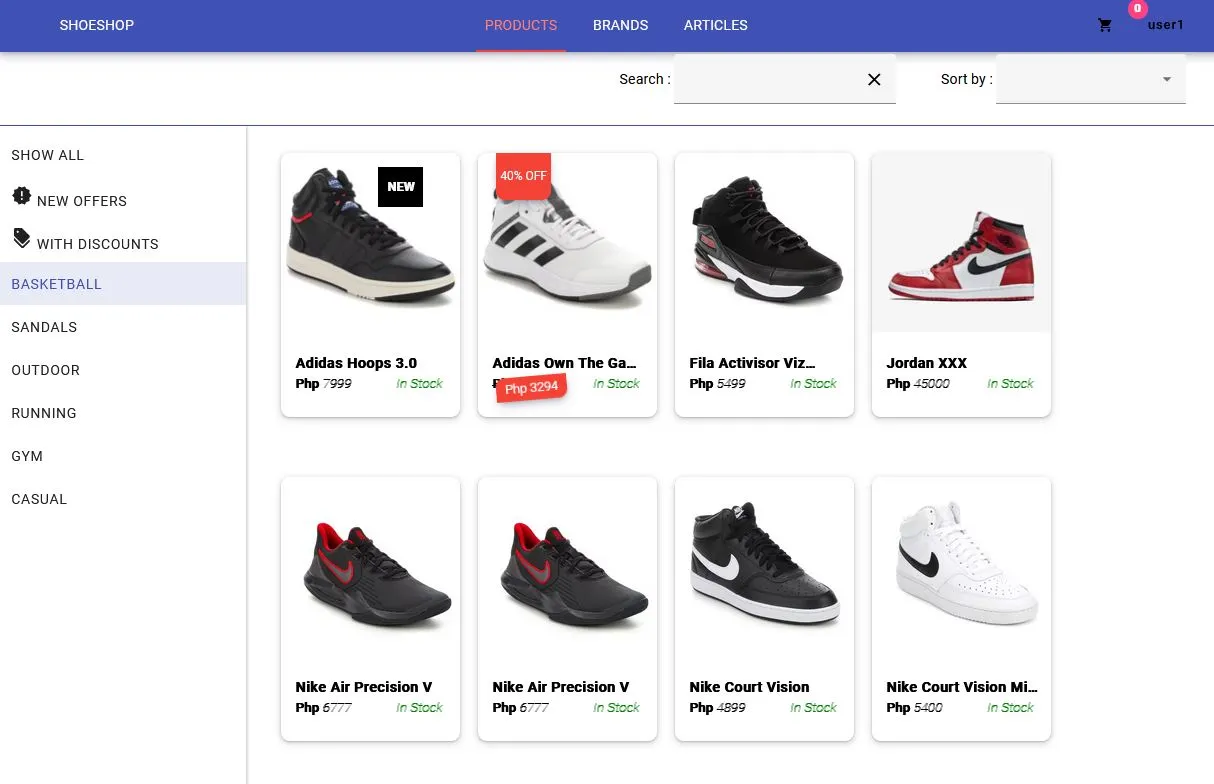 SHOESHOP PRODUCTS BRANDS ARTICLES 0 user1
Search : Sort by :
SHOW ALL
NEW OFFERS
WITH DISCOUNTS
BASKETBALL
SANDALS
OUTDOOR
RUNNING
GYM
CASUAL
NEW
Adidas Hoops 3.0
Php 7999 In Stock
40% OFF
Adidas Own The Ga...
Php 3294 In Stock
Fila Activisor Viz...
Php 5499 In Stock
Jordan XXX
Php 45000 In Stock
Nike Air Precision V
Php 6777 In Stock
Nike Air Precision V
Php 6777 In Stock
Nike Court Vision
Php 4899 In Stock
Nike Court Vision Mi...
Php 5400 In Stock